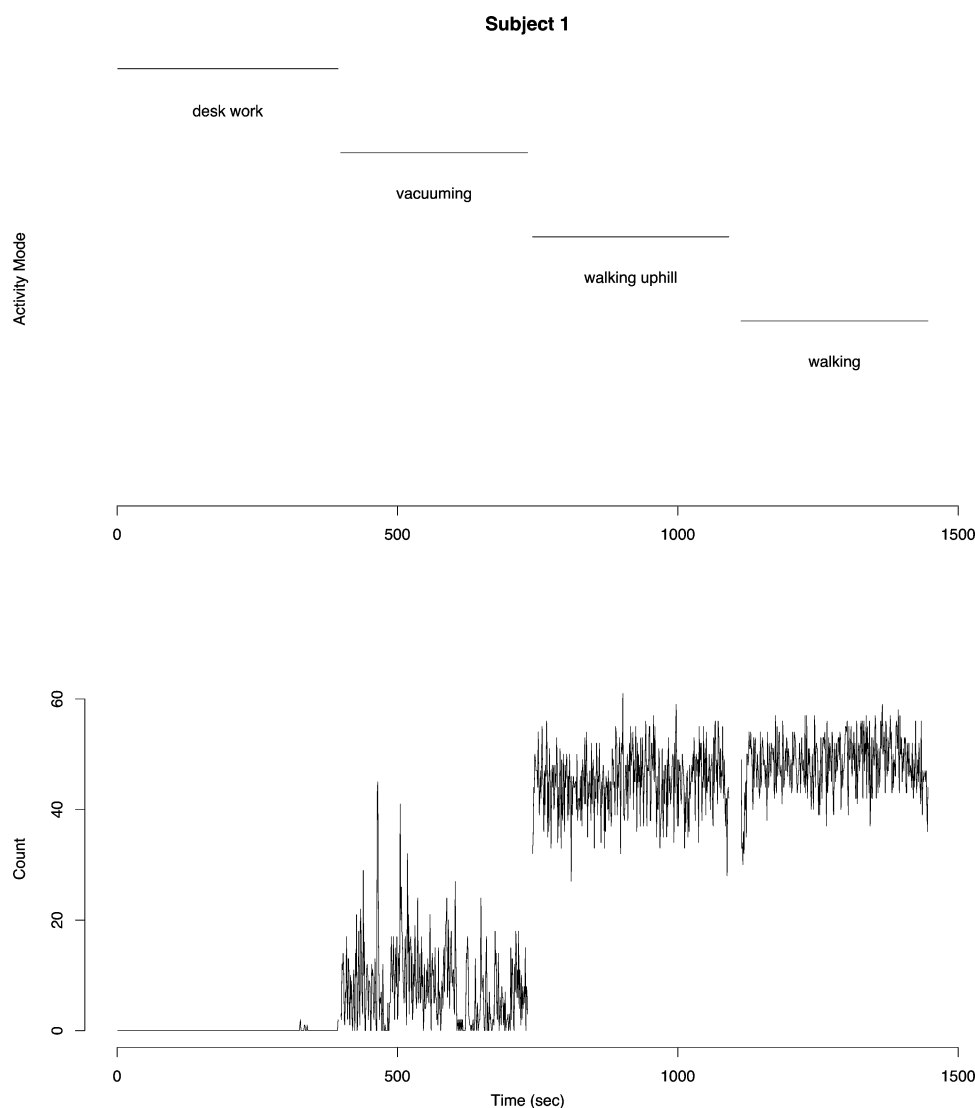 Subject 1
desk work
vacuuming
walking uphill
walking
Activity Mode
0 500 1000 1500
60
40
20
0
Count
0 500 1000 1500
Time (sec)